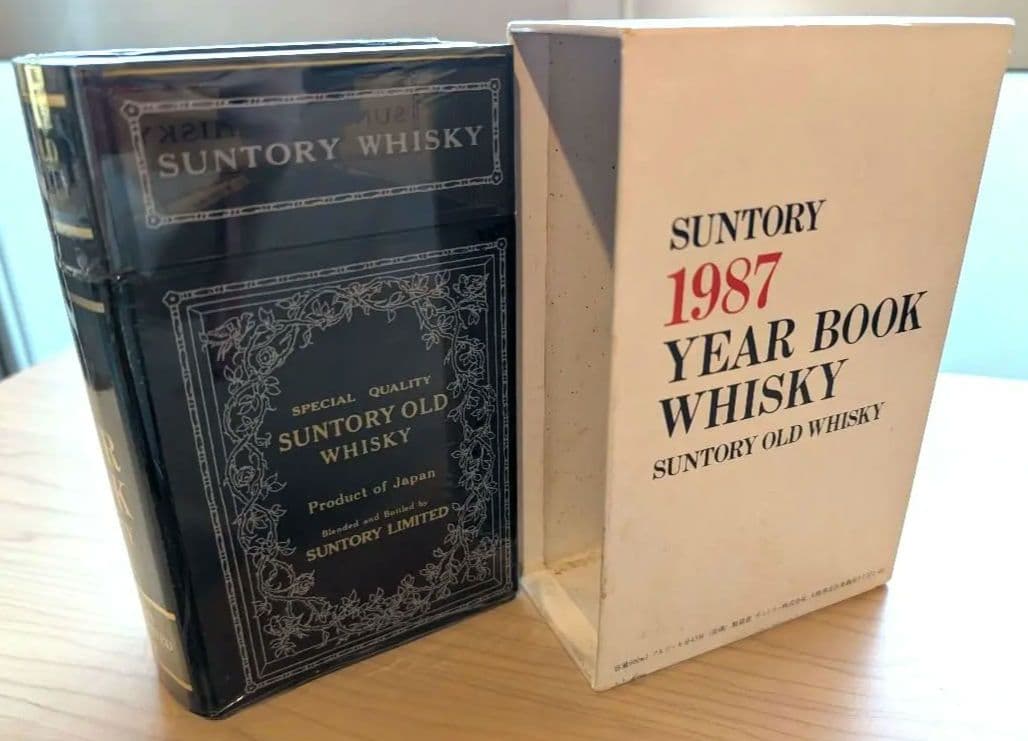 SUNTORY WHISKY
SPECIAL QUALITY
SUNTORY OLD
WHISKY
Product of Japan
Blended and Bottled by
SUNTORY LIMITED
SUNTORY
1987
YEAR BOOK
WHISKY
SUNTORY OLD WHISKY